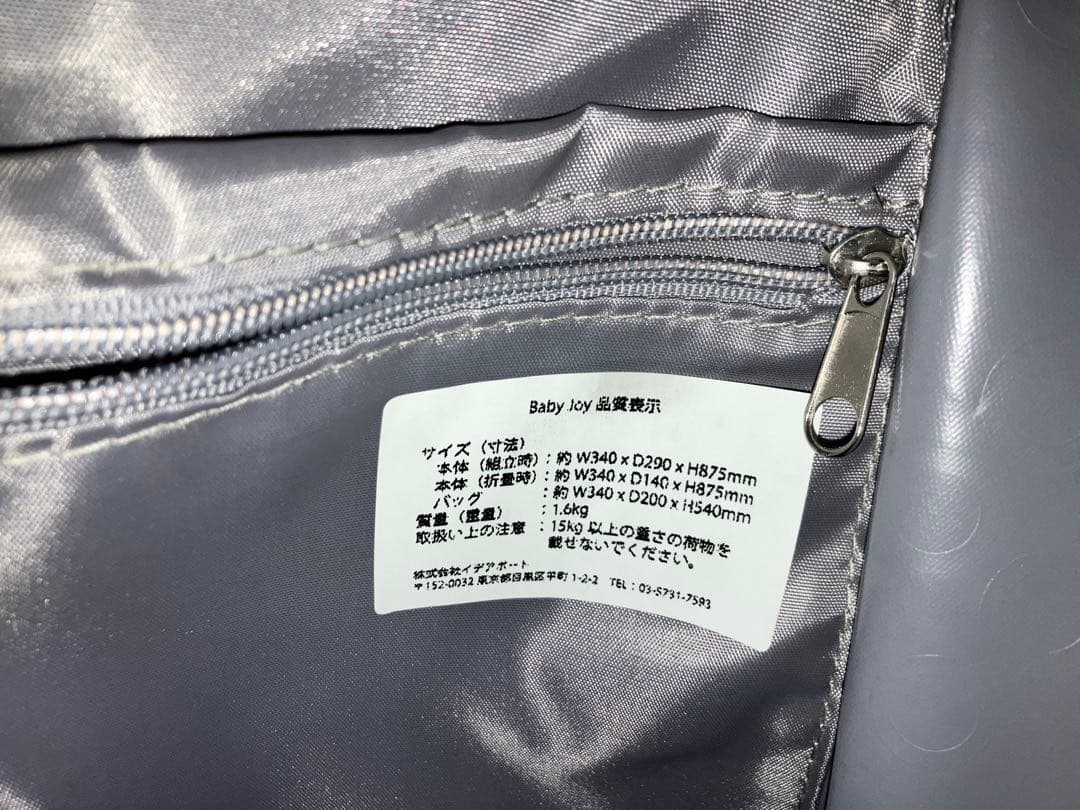 Baby Joy 品質表示
サイズ（寸法）
本体（組立時）：約 W340 x D290 x H875mm
本体（折畳時）：約 W340 x D140 x H875mm
バッグ：約 W340 x D200 x H540mm
質量（重量）：1.6kg
取扱い上の注意：15kg 以上の重さの荷物を
載せないでください。
株式会社イデアポート
〒152-0032 東京都目黒区平町 1-2-2 TEL：03-5731-7593